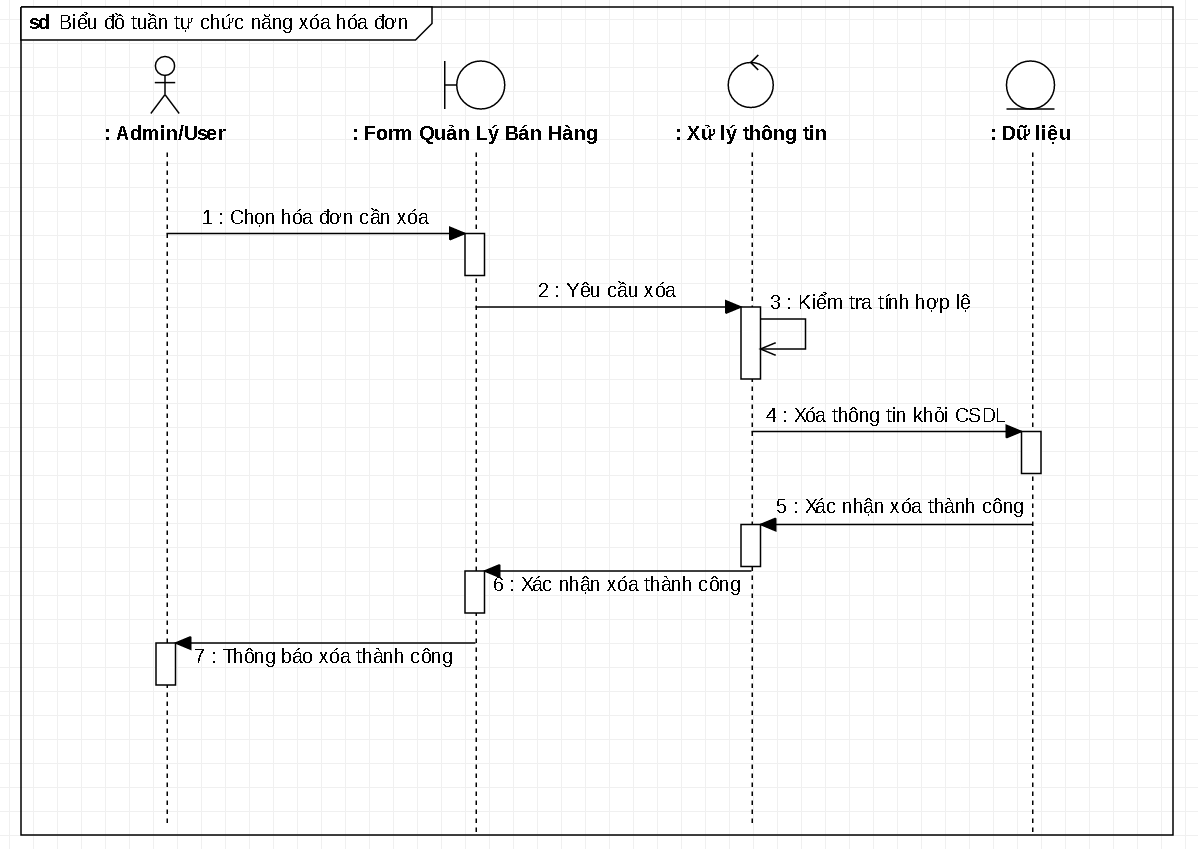 sd Biểu đồ tuần tự chức năng xóa hóa đơn
: Admin/User
: Form Quản Lý Bán Hàng
: Xử lý thông tin
: Dữ liệu
1 : Chọn hóa đơn cần xóa
2 : Yêu cầu xóa
3 : Kiểm tra tính hợp lệ
4 : Xóa thông tin khỏi CSDL
5 : Xác nhận xóa thành công
6 : Xác nhận xóa thành công
7 : Thông báo xóa thành công